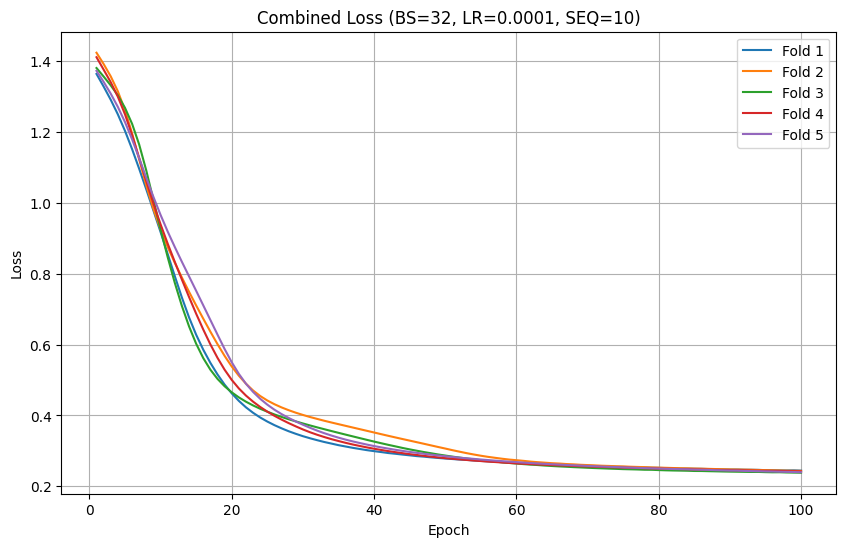 Combined Loss (BS=32, LR=0.0001, SEQ=10)
Fold 1
Fold 2
Fold 3
Fold 4
Fold 5
Loss
1.4
1.2
1.0
0.8
0.6
0.4
0.2
0 20 40 60 80 100
Epoch